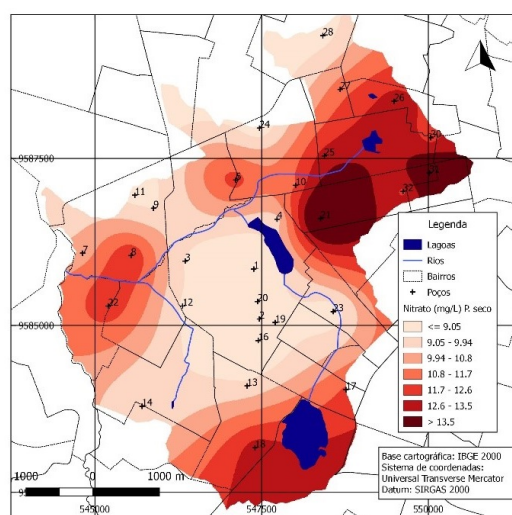 28
27
26
24
30
9587500
25
5
29
10
11
32
9
21
4
7
8
3
1
22
12
20
23
2
19
9585000
16
13
17
14
18
Legenda
Lagoas
Rios
Bairros
Poços
Nitrato (mg/L) P. seco
<= 9.05
9.05 - 9.94
9.94 - 10.8
10.8 - 11.7
11.7 - 12.6
12.6 - 13.5
> 13.5
Base cartográfica: IBGE 2000
Sistema de coordenadas:
Universal Transverse Mercator
Datum: SIRGAS 2000
1000 0 1000
545000 547500 550000